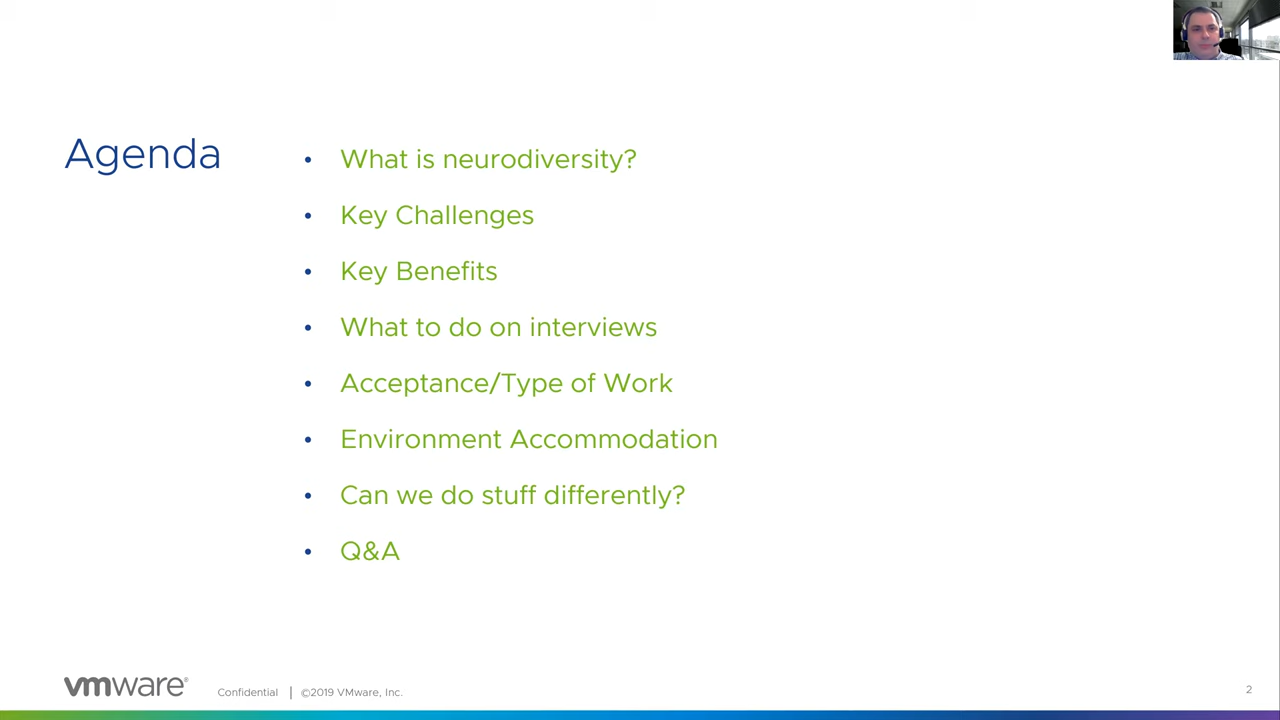 Agenda
• What is neurodiversity?
• Key Challenges
• Key Benefits
• What to do on interviews
• Acceptance/Type of Work
• Environment Accommodation
• Can we do stuff differently?
• Q&A
vmware® Confidential | ©2019 VMware, Inc. 2